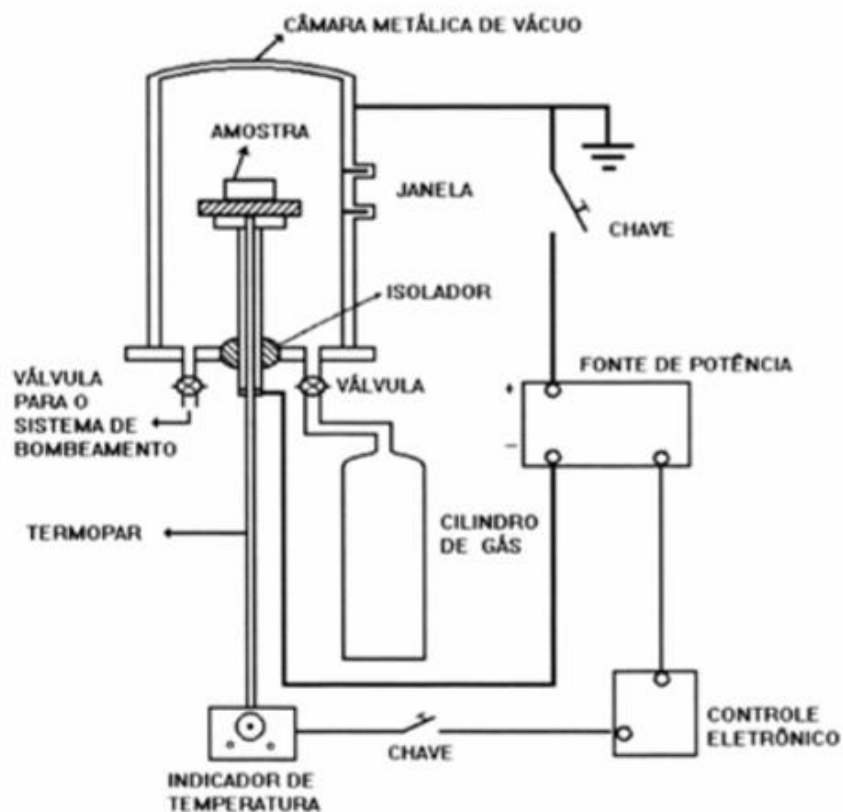 CÂMARA METÁLICA DE VÁCUO
AMOSTRA
JANELA
CHAVE
ISOLADOR
FONTE DE POTÊNCIA
VÁLVULA
PARA O
SISTEMA DE
BOMBEAMENTO
VÁLVULA
+
−
TERMOPAR
CILINDRO
DE GÁS
CONTROLE
ELETRÔNICO
CHAVE
INDICADOR DE
TEMPERATURA